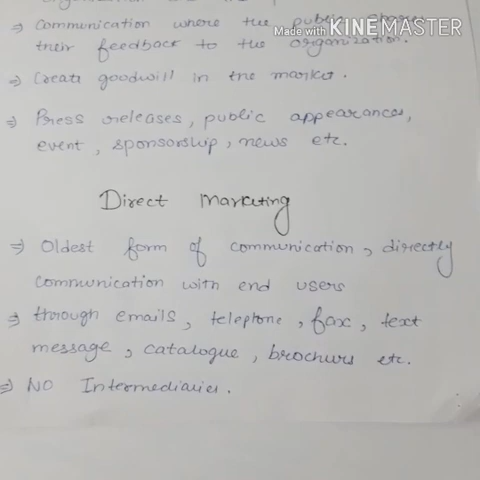 ⇒ Communication where the public share
Made with KINEMASTER
their feedback to the organization.
⇒ Create goodwill in the market.
⇒ Press releases, public appearances,
event, sponsorship, news etc.
Direct Marketing
⇒ Oldest form of communication, directly
communication with end users
⇒ through emails, telephone, fax, text
message, catalogue, brochurs etc.
⇒ NO Intermediaries.